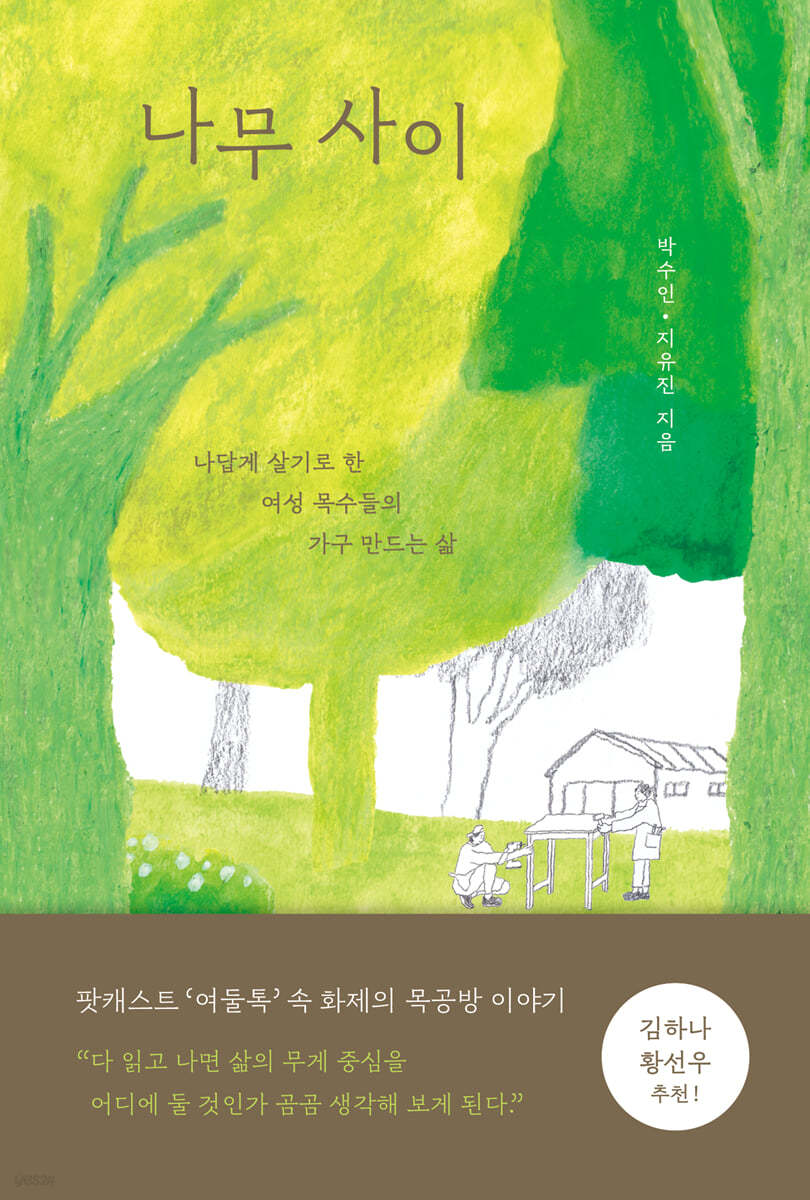 나무 사이
박수인 • 지유진 지음
나답게 살기로 한
여성 목수들의
가구 만드는 삶
팟캐스트 ‘여둘톡’ 속 화제의 목공방 이야기
“다 읽고 나면 삶의 무게 중심을
어디에 둘 것인가 곰곰 생각해 보게 된다.”
김하나
황선우
추천!
yes24